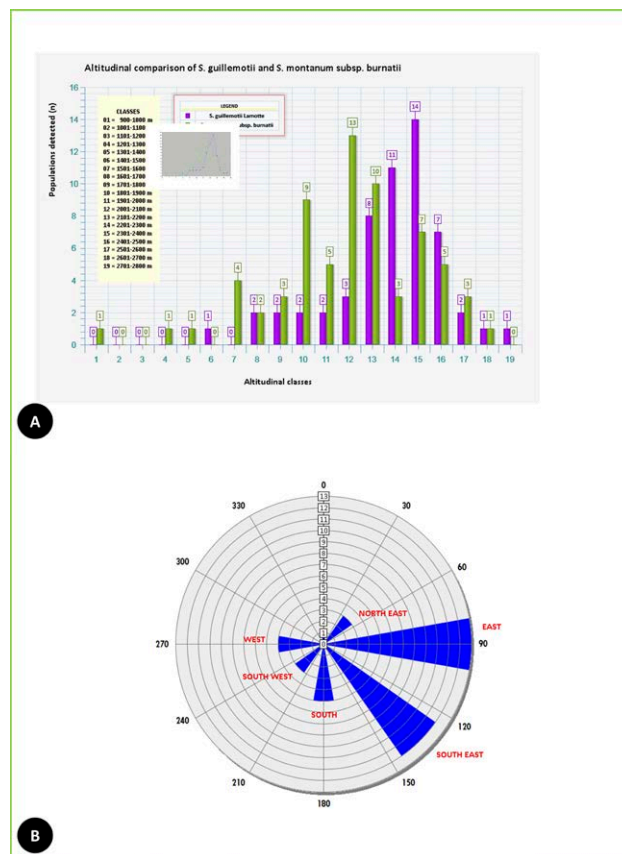 Altitudinal comparison of S. guillemotii and S. montanum subsp. burnatii
Populations detected (n)
16
14
12
10
8
6
4
2
0
CLASSES
01 = 900-1000 m
02 = 1001-1100
03 = 1101-1200
04 = 1201-1300
05 = 1301-1400
06 = 1401-1500
07 = 1501-1600
08 = 1601-1700
09 = 1701-1800
10 = 1801-1900 m
11 = 1901-2000 m
12 = 2001-2100 m
13 = 2101-2200 m
14 = 2201-2300 m
15 = 2301-2400 m
16 = 2401-2500 m
17 = 2501-2600 m
18 = 2601-2700 m
19 = 2701-2800 m
LEGEND
S. guillemotii Lamotte
subsp. burnatii
0 1 0 0 0 0 0 1 0 1 1 0 0 4 2 2 2 3 2 9 2 5 3 13 8 10 11 3 14 7 7 5 2 3 1 1 1 0
1 2 3 4 5 6 7 8 9 10 11 12 13 14 15 16 17 18 19
Altitudinal classes
A
0
30
60
90
120
150
180
210
240
270
300
330
13
12
11
10
9
8
7
6
5
4
3
2
1
0
NORTH EAST
EAST
SOUTH EAST
SOUTH
SOUTH WEST
WEST
B